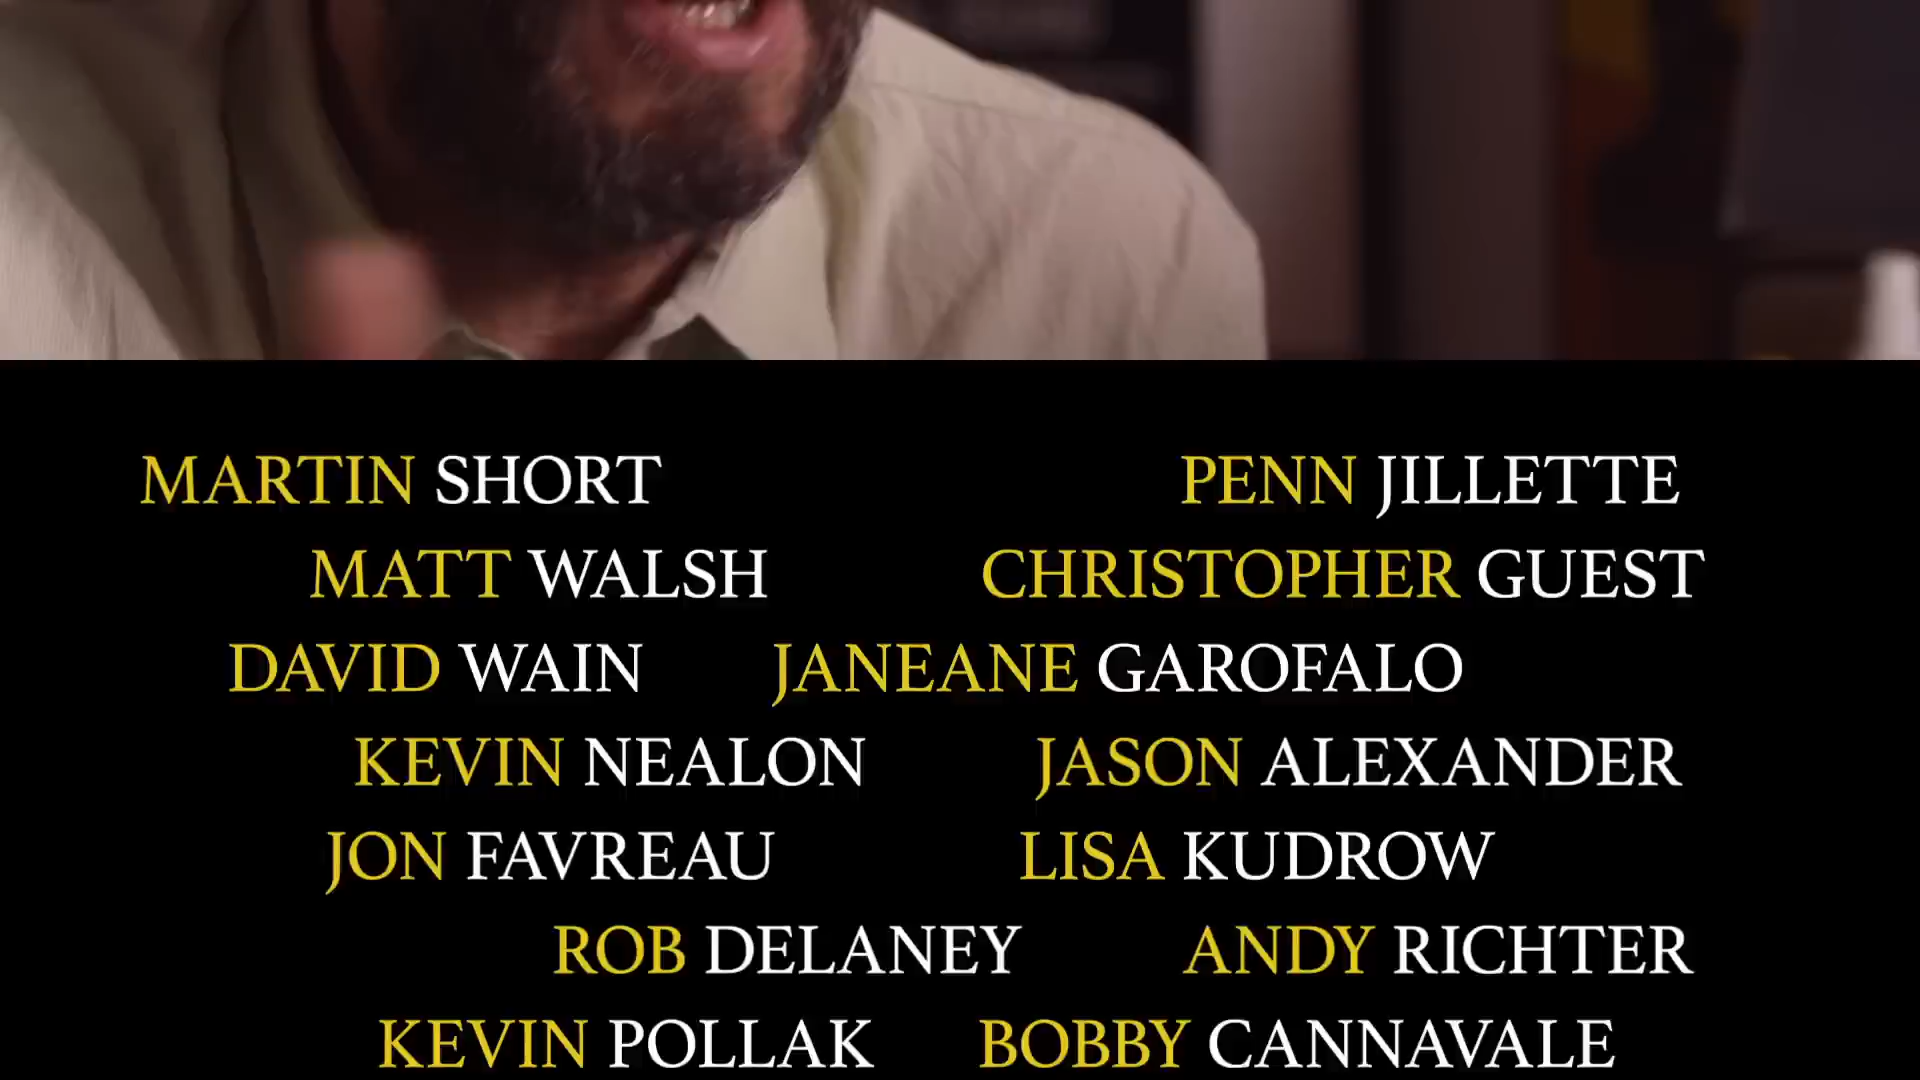 MARTIN SHORT PENN JILLETTE
MATT WALSH CHRISTOPHER GUEST
DAVID WAIN JANEANE GAROFALO
KEVIN NEALON JASON ALEXANDER
JON FAVREAU LISA KUDROW
ROB DELANEY ANDY RICHTER
KEVIN POLLAK BOBBY CANNAVALE